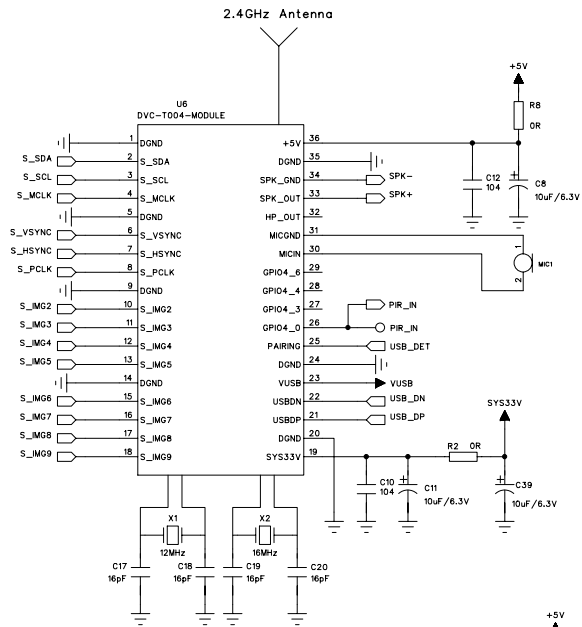 2.4GHz Antenna
U6
DVC-T004-MODULE
1 DGND
S_SDA 2 S_SDA
S_SCL 3 S_SCL
S_MCLK 4 S_MCLK
5 DGND
S_VSYNC 6 S_VSYNC
S_HSYNC 7 S_HSYNC
S_PCLK 8 S_PCLK
9 DGND
S_IMG2 10 S_IMG2
S_IMG3 11 S_IMG3
S_IMG4 12 S_IMG4
S_IMG5 13 S_IMG5
14 DGND
S_IMG6 15 S_IMG6
S_IMG7 16 S_IMG7
S_IMG8 17 S_IMG8
S_IMG9 18 S_IMG9
+5V 36
DGND 35
SPK_GND 34 SPK-
SPK_OUT 33 SPK+
HP_OUT 32
MICGND 31
MICIN 30
GPIO4_6 29
GPIO4_4 28
GPIO4_3 27
GPIO4_0 26
PIR_IN
PIR_IN
PAIRING 25 USB_DET
DGND 24
VUSB 23 VUSB
USBDN 22 USB_DN
USBDP 21 USB_DP
DGND 20
SYS33V 19
+5V
R8
0R
C12
104
C8
10uF/6.3V
1
2
MIC1
SYS33V
R2 0R
C10
104
C11
10uF/6.3V
C39
10uF/6.3V
X1
12MHz
X2
16MHz
C17
16pF
C18
16pF
C19
16pF
C20
16pF
+5V